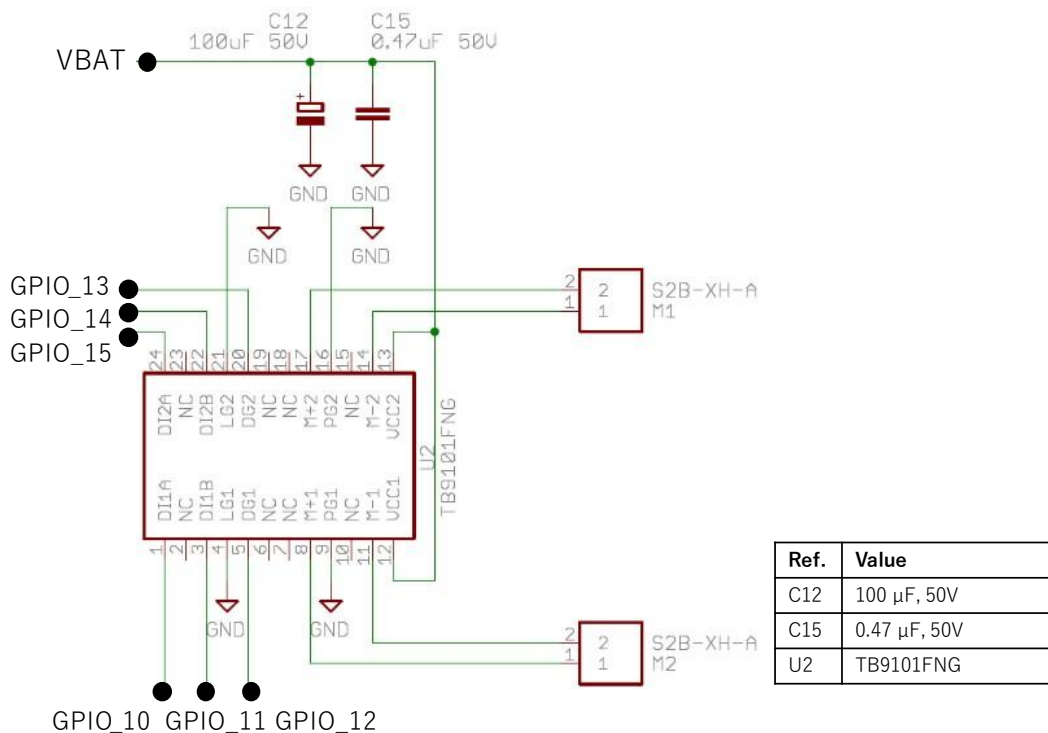 C12 C15
100uF 50V 0.47uF 50V
VBAT
+
GND GND
GND GND
GPIO_13
GPIO_14
GPIO_15
2 2 S2B-XH-A
1 1 M1
24 23 22 21 20 19 18 17 16 15 14 13
DI2A NC DI2B LG2 DG2 NC NC M+2 PG2 NC M-2 VCC2
U2
TB9101FNG
DI1A NC DI1B LG1 DG1 NC NC M+1 PG1 NC M-1 VCC1
1 2 3 4 5 6 7 8 9 10 11 12
GND GND
2 2 S2B-XH-A
1 1 M2
GPIO_10 GPIO_11 GPIO_12
Ref. Value
C12 100 μF, 50V
C15 0.47 μF, 50V
U2 TB9101FNG